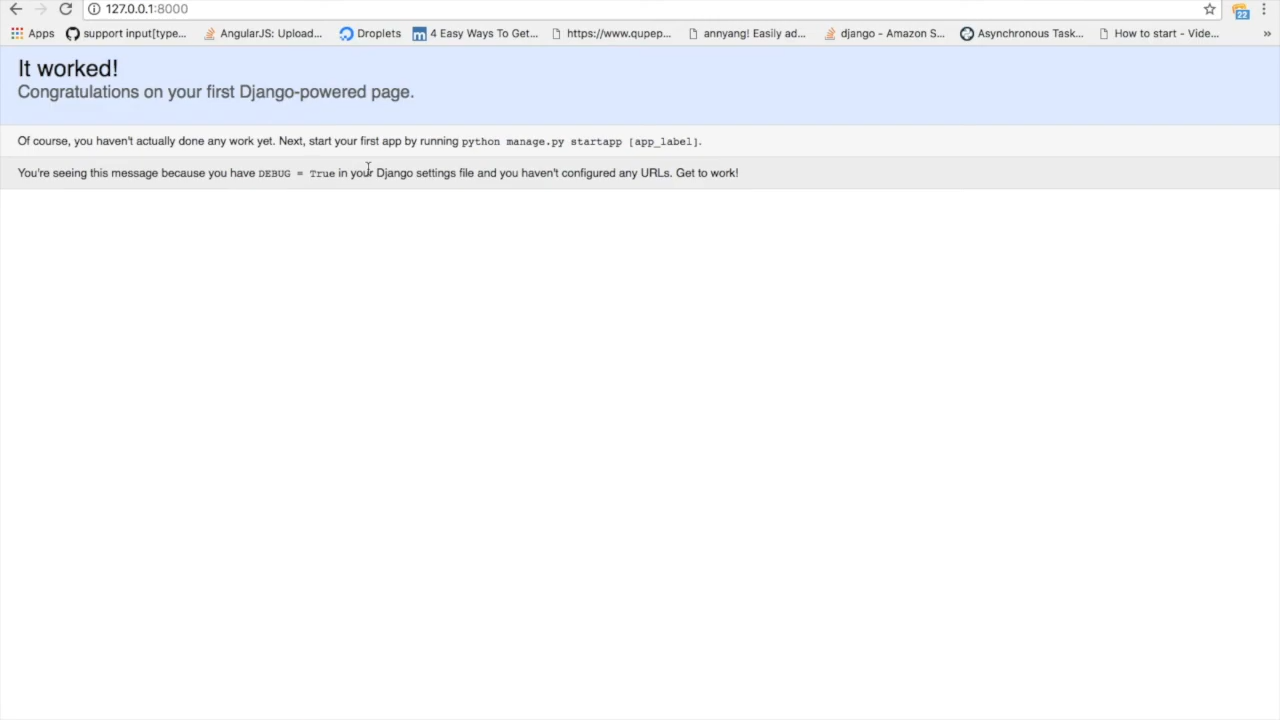 127.0.0.1:8000
Apps support input[type... AngularJS: Upload... Droplets 4 Easy Ways To Get... https://www.qupep... annyang! Easily ad... django - Amazon S... Asynchronous Task... How to start - Vide... »
22
It worked!
Congratulations on your first Django-powered page.
Of course, you haven't actually done any work yet. Next, start your first app by running python manage.py startapp [app_label].
You're seeing this message because you have DEBUG = True in your Django settings file and you haven't configured any URLs. Get to work!